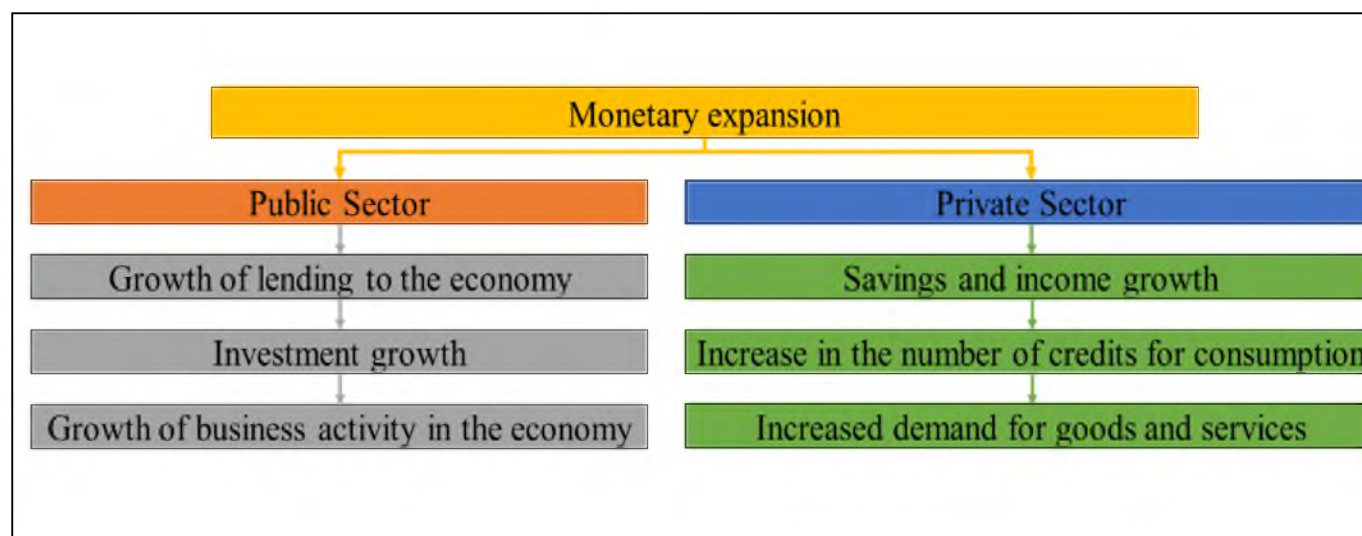 Monetary expansion
Public Sector
Growth of lending to the economy
Investment growth
Growth of business activity in the economy
Private Sector
Savings and income growth
Increase in the number of credits for consumption
Increased demand for goods and services